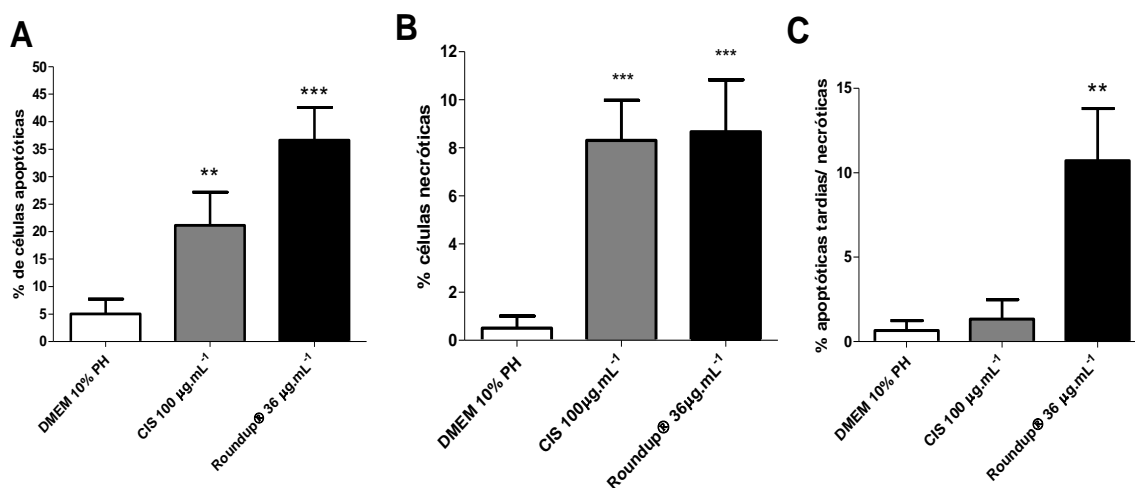 A
% de células apoptóticas
50
45
40
35
30
25
20
15
10
5
0
**
***
DMEM 10% PH
CIS 100 µg.mL⁻¹
Roundup® 36 µg.mL⁻¹
B
% células necróticas
12
10
8
6
4
2
0
***
***
DMEM 10% PH
CIS 100µg.mL⁻¹
Roundup® 36µg.mL⁻¹
C
% apoptóticas tardias/ necróticas
15
10
5
0
**
DMEM 10% PH
CIS 100 µg.mL⁻¹
Roundup® 36 µg.mL⁻¹